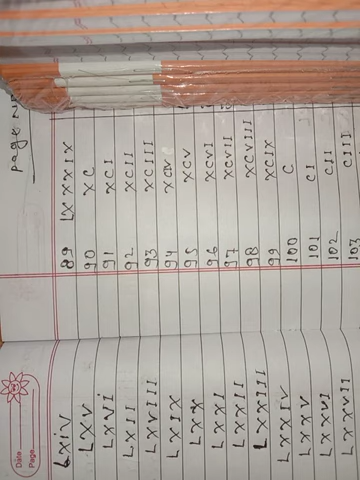 Date
Page
Lxiv
LXV
LXVi
LXII
LXVIII
LXIX
LXX
LXXI
LXXII
LXXIII
LXXIV
LXXV
LXXVI
LXXVII
page
89 LXXXIX
90 XC
91 XCI
92 XCII
93 XCIII
94 XCIV
95 XCV
96 XCVI
97 XCVII
98 XCVIII
99 XCIX
100 C
101 CI
102 CII
103 CIII